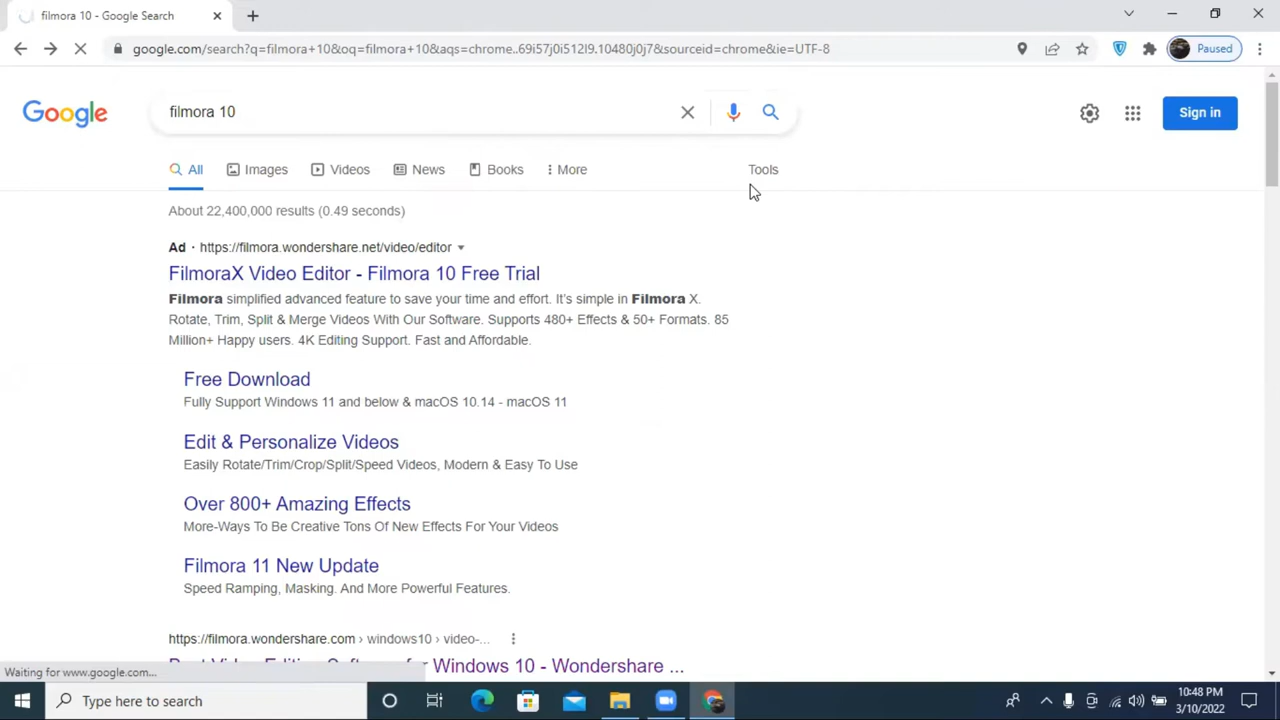 filmora 10 - Google Search
google.com/search?q=filmora+10&oq=filmora+10&aqs=chrome..69i57j0i512l9.10480j0j7&sourceid=chrome&ie=UTF-8
Paused
Google
filmora 10
Sign in
All
Images
Videos
News
Books
More
Tools
About 22,400,000 results (0.49 seconds)
Ad · https://filmora.wondershare.net/video/editor
FilmoraX Video Editor - Filmora 10 Free Trial
Filmora simplified advanced feature to save your time and effort. It's simple in Filmora X.
Rotate, Trim, Split & Merge Videos With Our Software. Supports 480+ Effects & 50+ Formats. 85
Million+ Happy users. 4K Editing Support. Fast and Affordable.
Free Download
Fully Support Windows 11 and below & macOS 10.14 - macOS 11
Edit & Personalize Videos
Easily Rotate/Trim/Crop/Split/Speed Videos, Modern & Easy To Use
Over 800+ Amazing Effects
More-Ways To Be Creative Tons Of New Effects For Your Videos
Filmora 11 New Update
Speed Ramping, Masking. And More Powerful Features.
https://filmora.wondershare.com › windows10 › video-...
Best Video Editing Software for Windows 10 - Wondershare ...
Waiting for www.google.com...
Type here to search
10:48 PM
3/10/2022